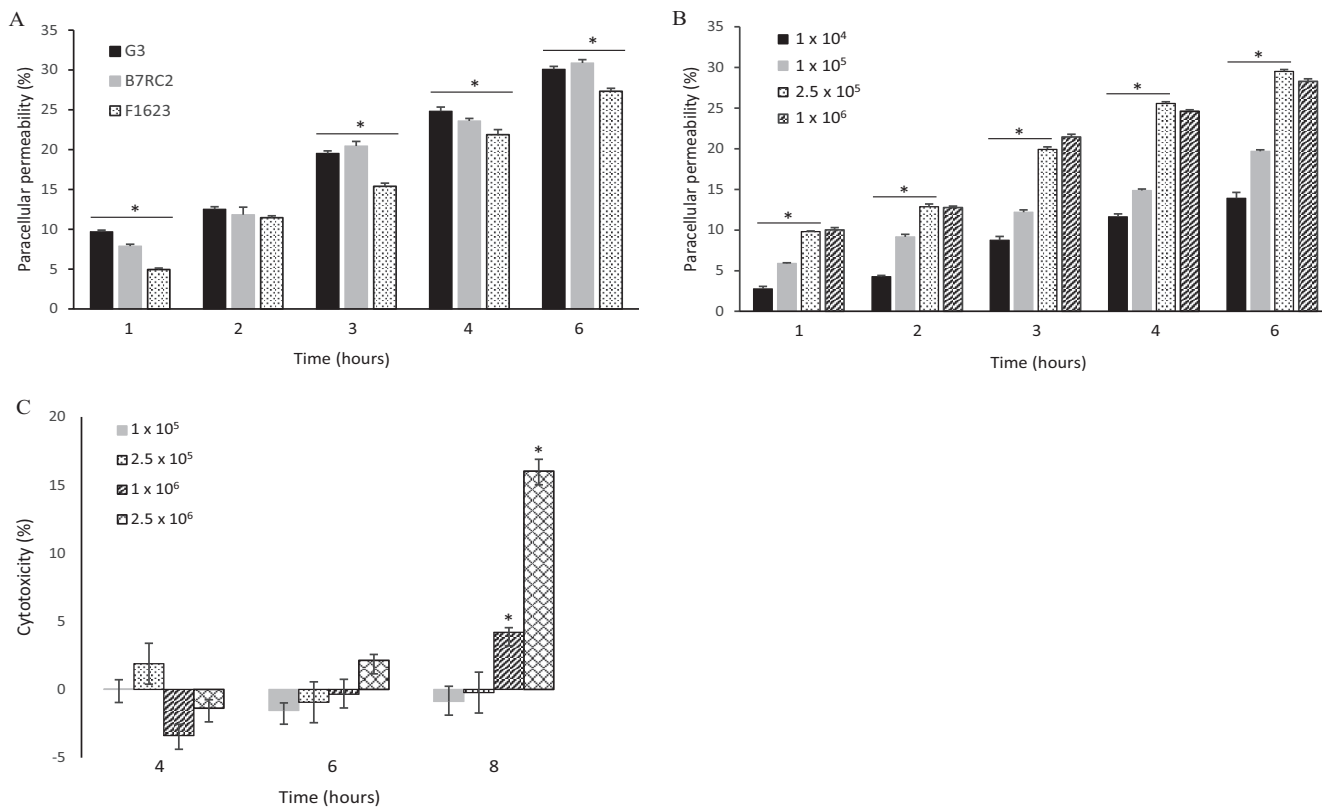 A
35
30
25
20
15
10
5
0
Paracellular permeability (%)
G3
B7RC2
F1623
*
*
*
*
1 2 3 4 6
Time (hours)
B
35
30
25
20
15
10
5
0
Paracellular permeability (%)
1 x 10⁴
1 x 10⁵
2.5 x 10⁵
1 x 10⁶
*
*
*
*
*
1 2 3 4 6
Time (hours)
C
20
15
10
5
0
-5
Cytotoxicity (%)
1 x 10⁵
2.5 x 10⁵
1 x 10⁶
2.5 x 10⁶
*
*
4 6 8
Time (hours)